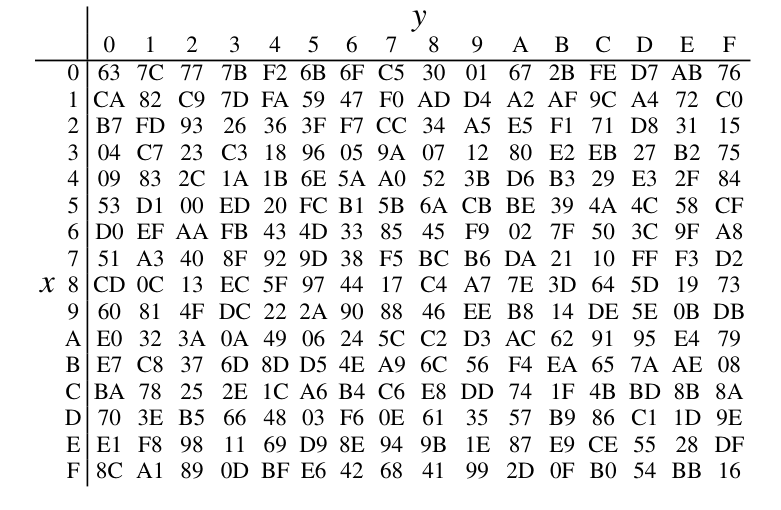 y
0 1 2 3 4 5 6 7 8 9 A B C D E F
0 63 7C 77 7B F2 6B 6F C5 30 01 67 2B FE D7 AB 76
1 CA 82 C9 7D FA 59 47 F0 AD D4 A2 AF 9C A4 72 C0
2 B7 FD 93 26 36 3F F7 CC 34 A5 E5 F1 71 D8 31 15
3 04 C7 23 C3 18 96 05 9A 07 12 80 E2 EB 27 B2 75
4 09 83 2C 1A 1B 6E 5A A0 52 3B D6 B3 29 E3 2F 84
5 53 D1 00 ED 20 FC B1 5B 6A CB BE 39 4A 4C 58 CF
6 D0 EF AA FB 43 4D 33 85 45 F9 02 7F 50 3C 9F A8
7 51 A3 40 8F 92 9D 38 F5 BC B6 DA 21 10 FF F3 D2
x 8 CD 0C 13 EC 5F 97 44 17 C4 A7 7E 3D 64 5D 19 73
9 60 81 4F DC 22 2A 90 88 46 EE B8 14 DE 5E 0B DB
A E0 32 3A 0A 49 06 24 5C C2 D3 AC 62 91 95 E4 79
B E7 C8 37 6D 8D D5 4E A9 6C 56 F4 EA 65 7A AE 08
C BA 78 25 2E 1C A6 B4 C6 E8 DD 74 1F 4B BD 8B 8A
D 70 3E B5 66 48 03 F6 0E 61 35 57 B9 86 C1 1D 9E
E E1 F8 98 11 69 D9 8E 94 9B 1E 87 E9 CE 55 28 DF
F 8C A1 89 0D BF E6 42 68 41 99 2D 0F B0 54 BB 16